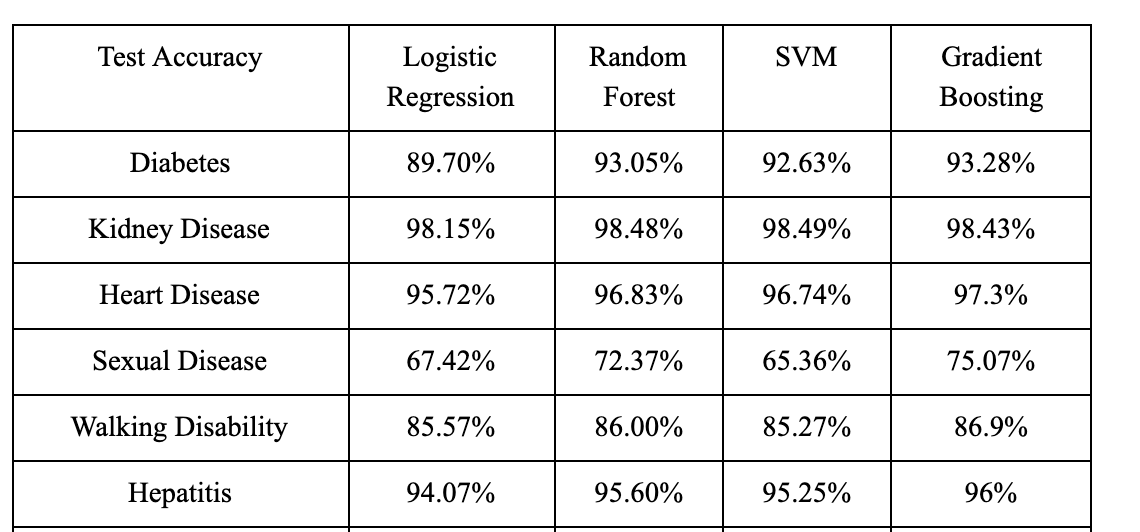 Test Accuracy Logistic Regression Random Forest SVM Gradient Boosting
Diabetes 89.70% 93.05% 92.63% 93.28%
Kidney Disease 98.15% 98.48% 98.49% 98.43%
Heart Disease 95.72% 96.83% 96.74% 97.3%
Sexual Disease 67.42% 72.37% 65.36% 75.07%
Walking Disability 85.57% 86.00% 85.27% 86.9%
Hepatitis 94.07% 95.60% 95.25% 96%